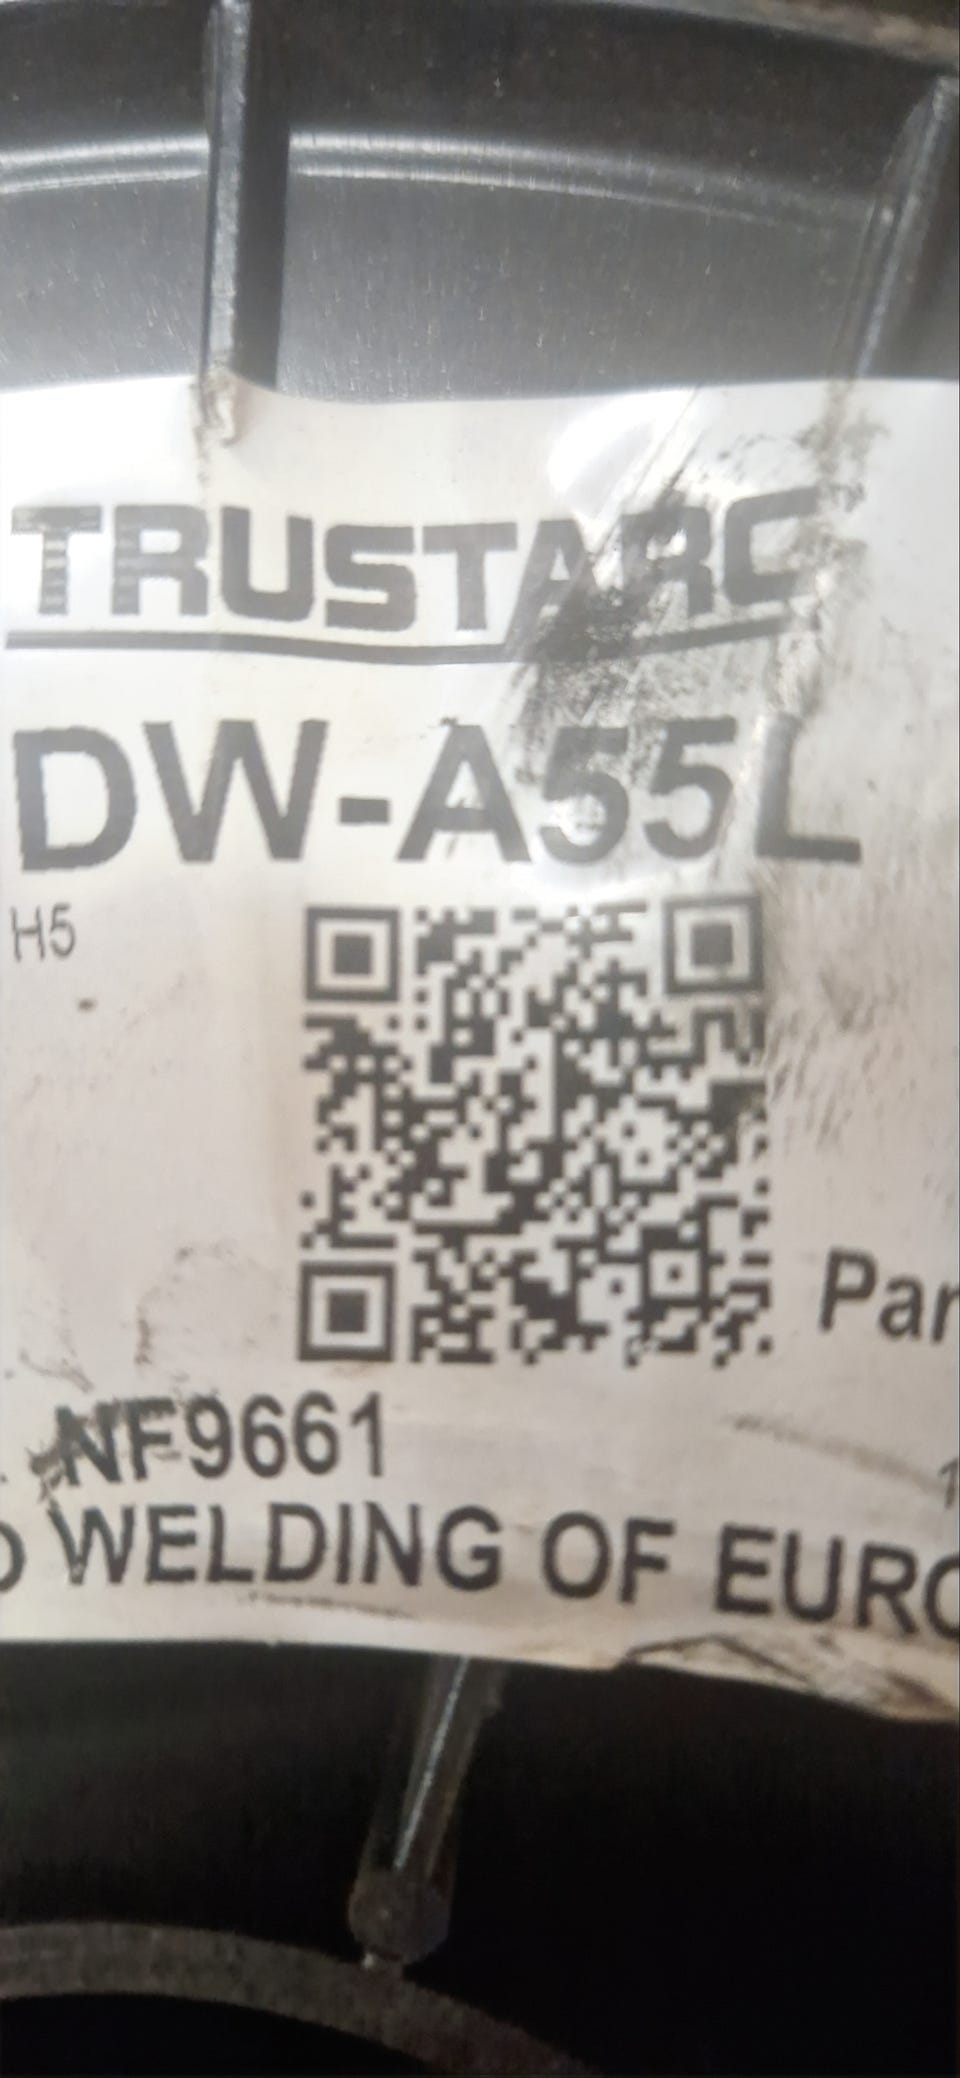 TRUSTARC
DW-A55L
H5
Par
NF9661
WELDING OF EURO